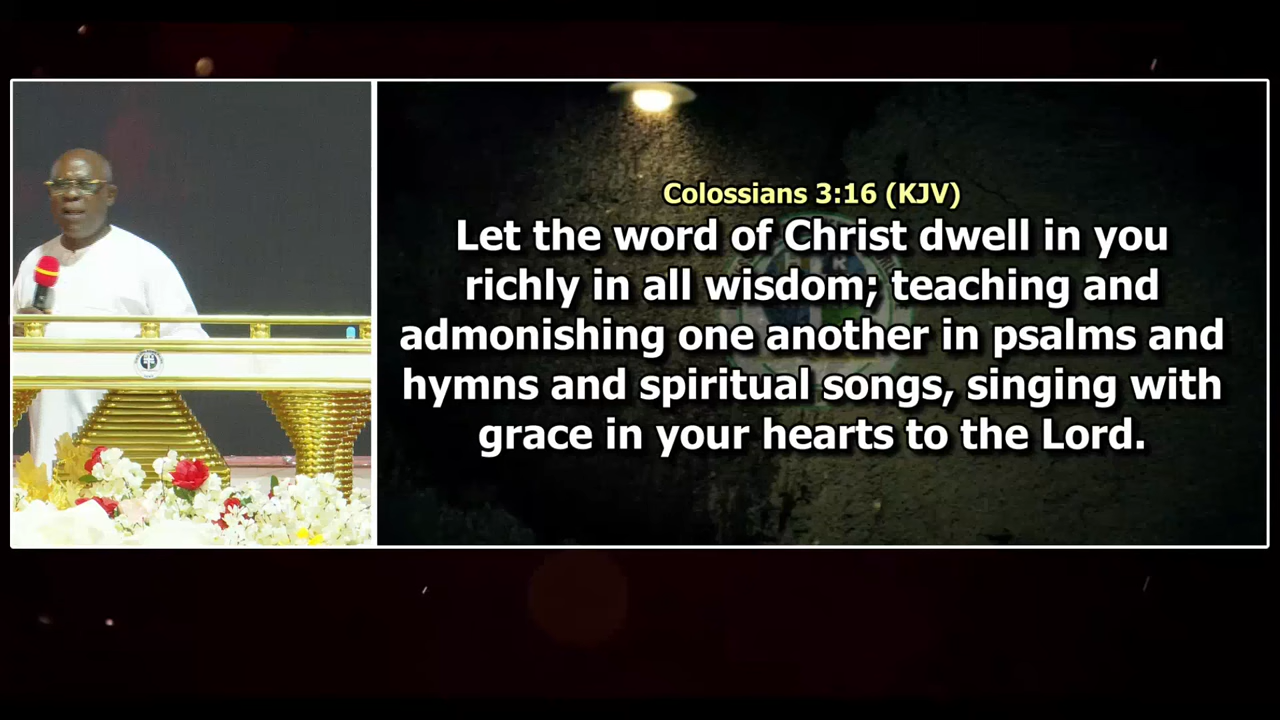 Colossians 3:16 (KJV)
Let the word of Christ dwell in you
richly in all wisdom; teaching and
admonishing one another in psalms and
hymns and spiritual songs, singing with
grace in your hearts to the Lord.